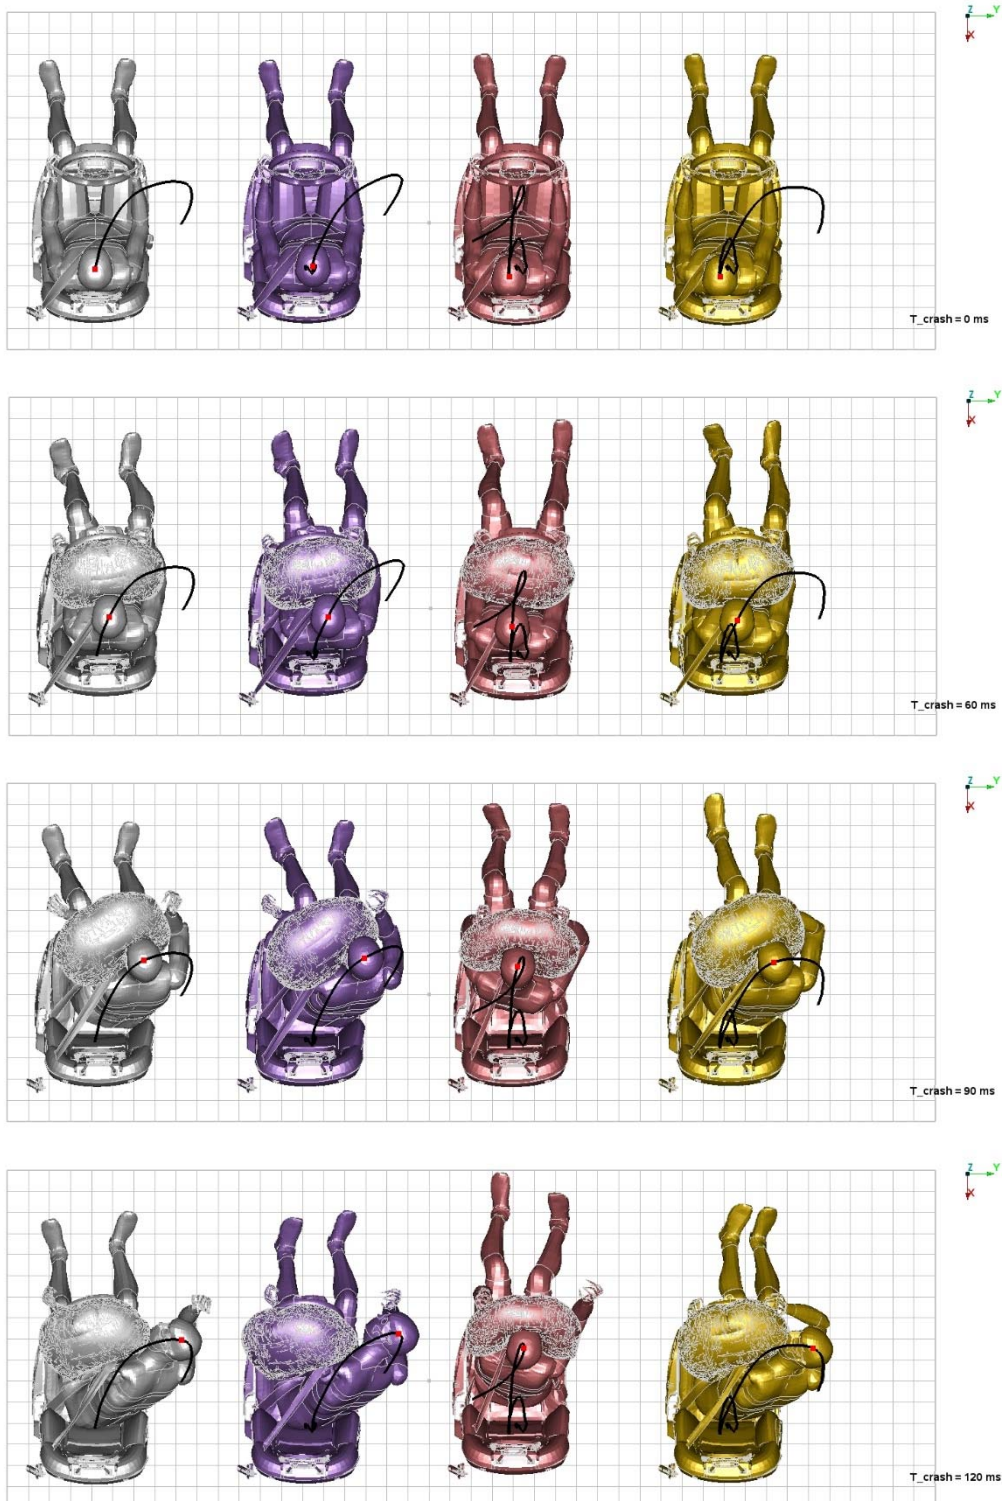 Z
Y
X
T_crash = 0 ms
Z
Y
X
T_crash = 60 ms
Z
Y
X
T_crash = 90 ms
Z
Y
X
T_crash = 120 ms